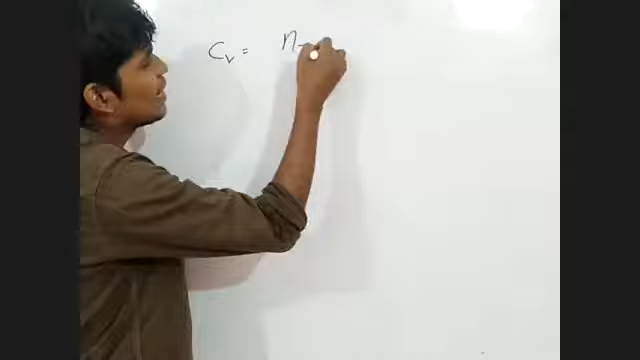 Cv = n-